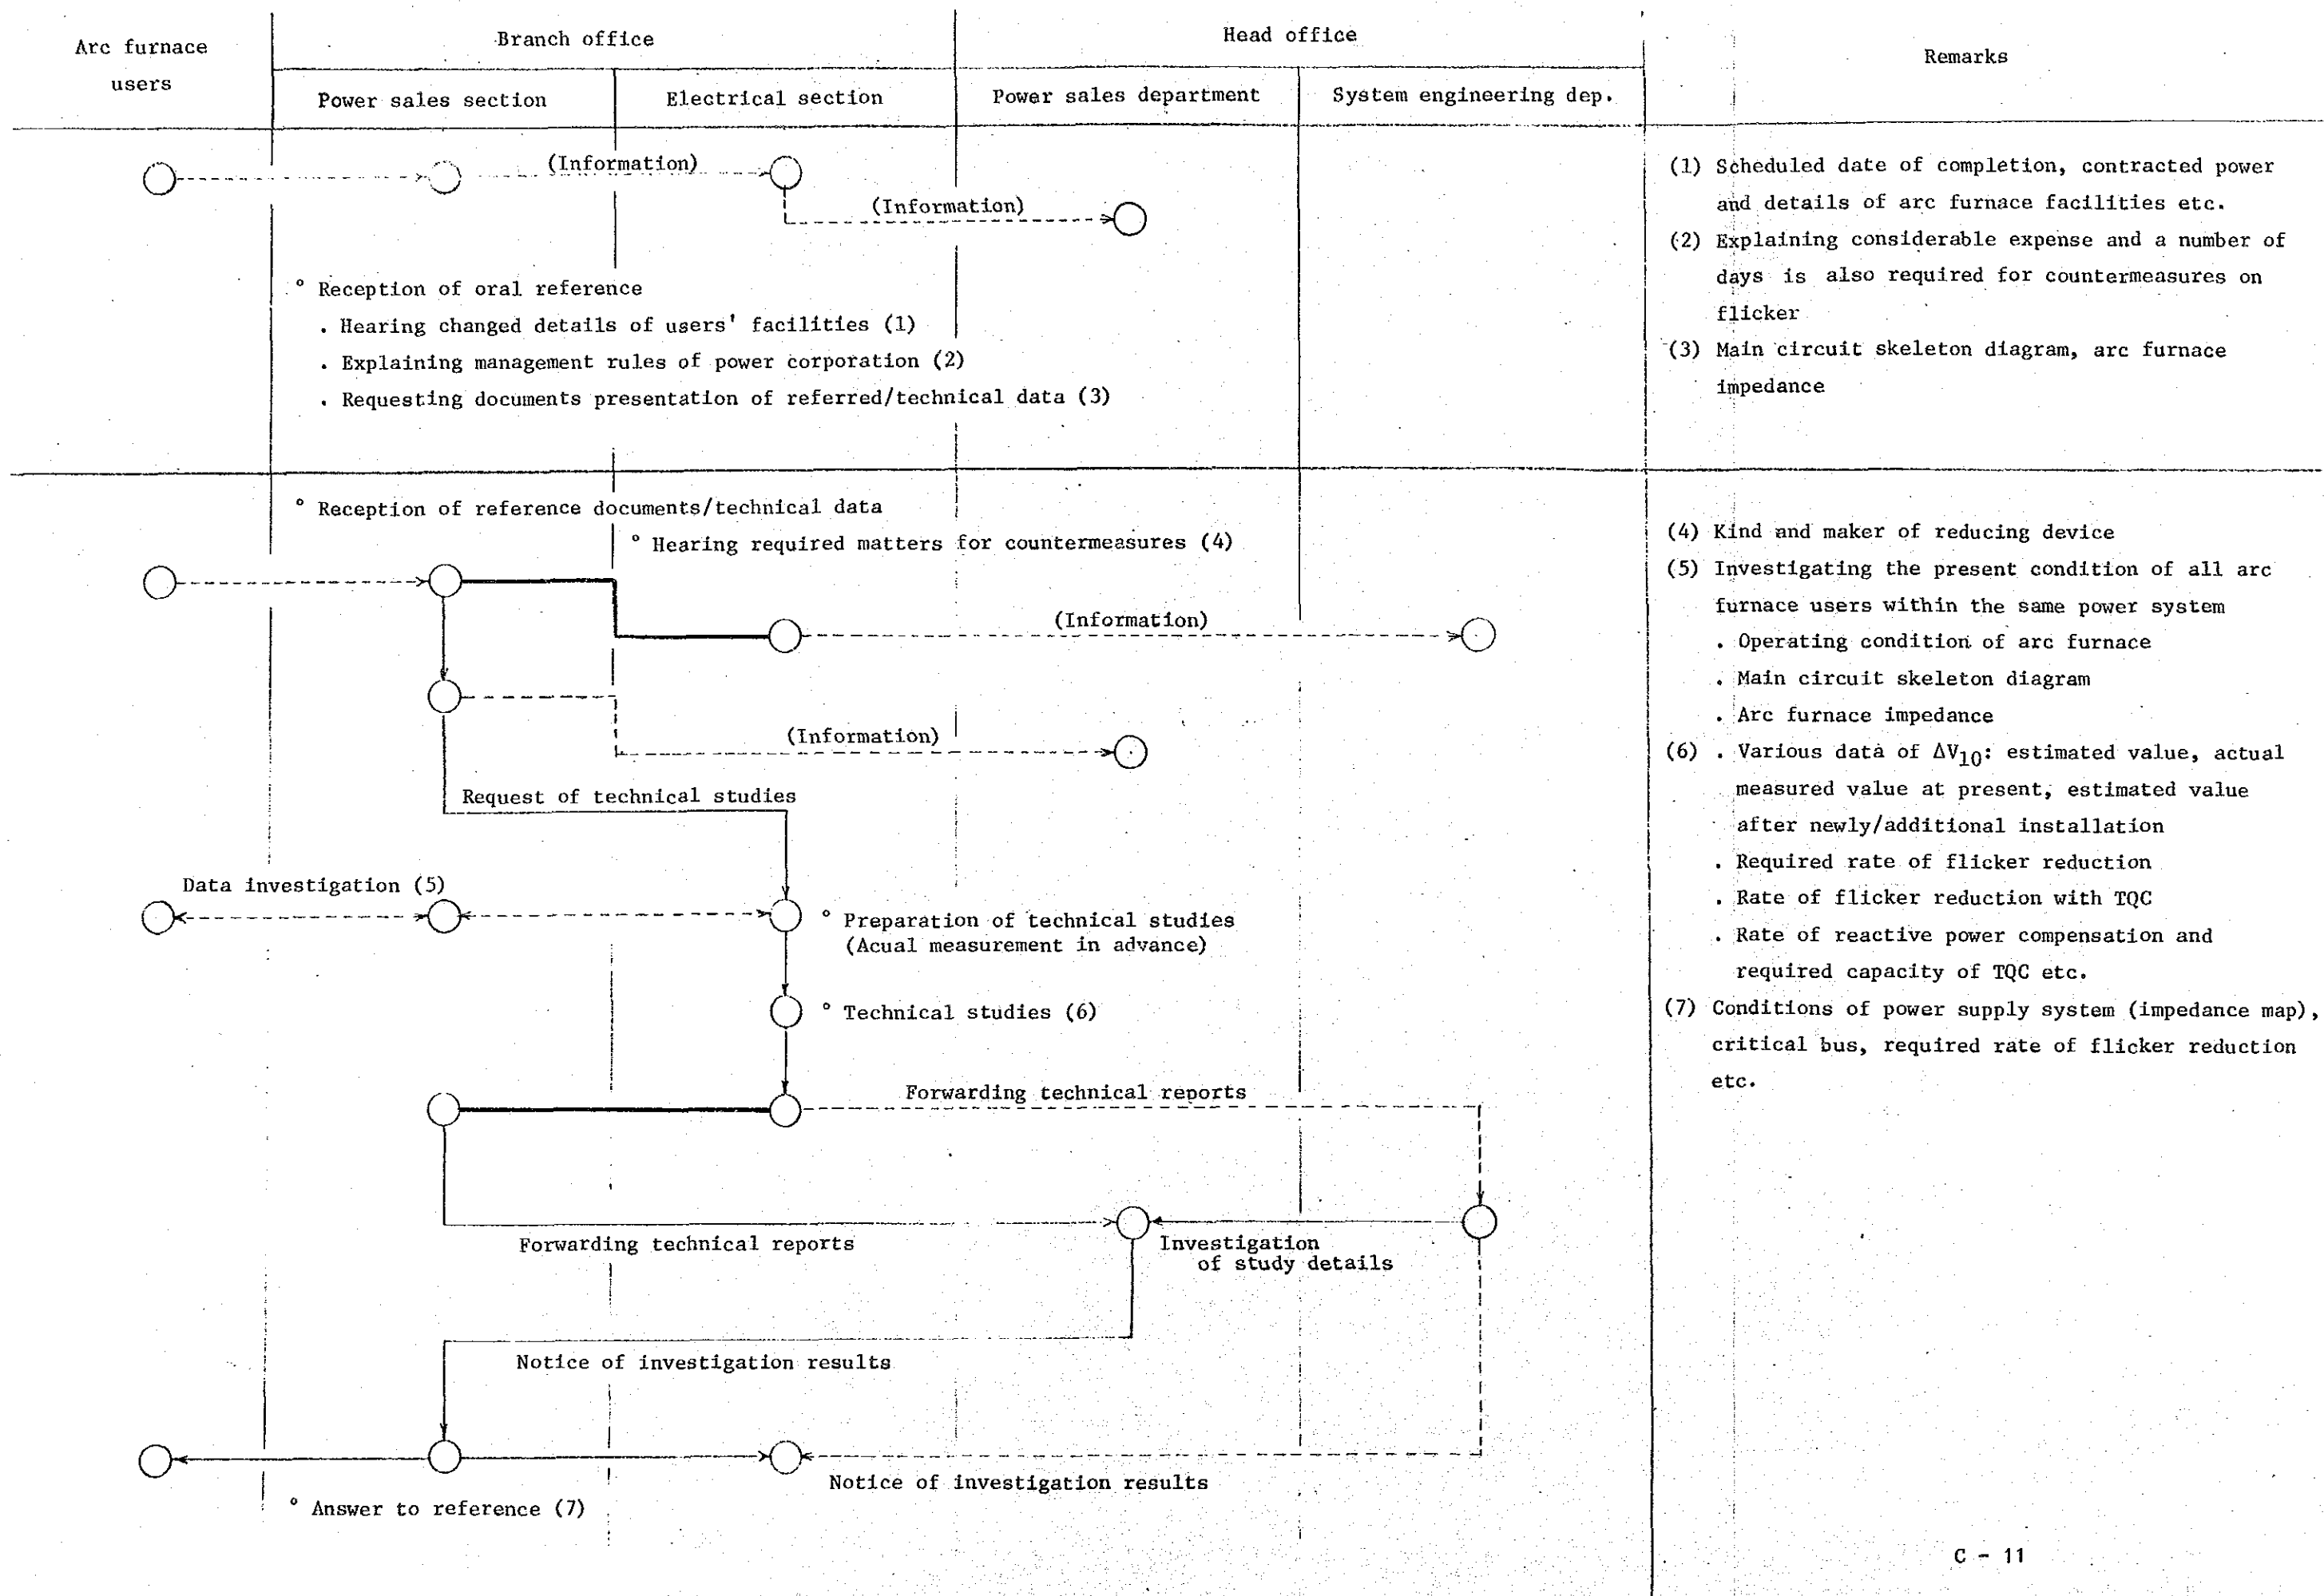 Arc furnace
users
Branch office
Head office
Remarks
Power sales section
Electrical section
Power sales department
System engineering dep.
(Information)
(Information)
° Reception of oral reference
. Hearing changed details of users' facilities (1)
. Explaining management rules of power corporation (2)
. Requesting documents presentation of referred/technical data (3)
(1) Scheduled date of completion, contracted power
and details of arc furnace facilities etc.
(2) Explaining considerable expense and a number of
days is also required for countermeasures on
flicker
(3) Main circuit skeleton diagram, arc furnace
impedance
° Reception of reference documents/technical data
° Hearing required matters for countermeasures (4)
(Information)
(Information)
Request of technical studies
Data investigation (5)
° Preparation of technical studies
(Acual measurement in advance)
° Technical studies (6)
Forwarding technical reports
Forwarding technical reports
Investigation
of study details
Notice of investigation results
Notice of investigation results
° Answer to reference (7)
(4) Kind and maker of reducing device
(5) Investigating the present condition of all arc
furnace users within the same power system
. Operating condition of arc furnace
. Main circuit skeleton diagram
. Arc furnace impedance
(6) . Various data of ΔV10: estimated value, actual
measured value at present, estimated value
after newly/additional installation
. Required rate of flicker reduction
. Rate of flicker reduction with TQC
. Rate of reactive power compensation and
required capacity of TQC etc.
(7) Conditions of power supply system (impedance map),
critical bus, required rate of flicker reduction
etc.
C - 11